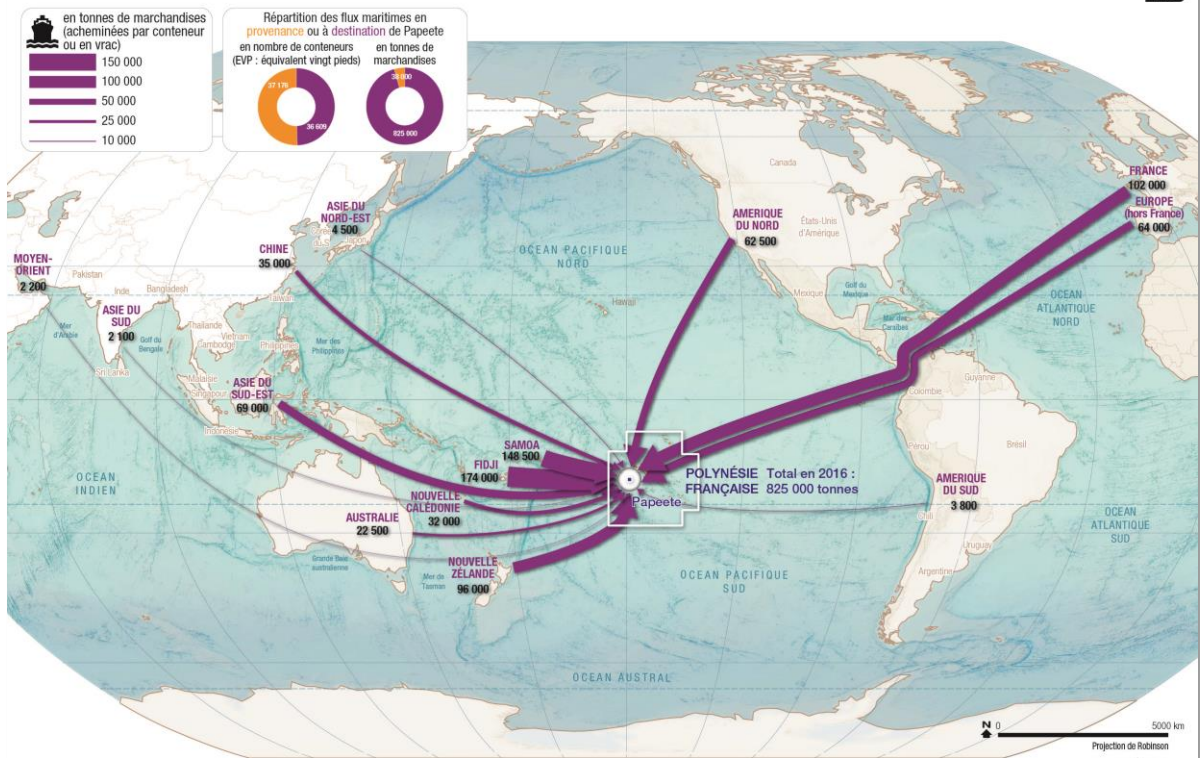 en tonnes de marchandises
(acheminées par conteneur
ou en vrac)
150 000
100 000
50 000
25 000
10 000
Répartition des flux maritimes en
provenance ou à destination de Papeete
en nombre de conteneurs
(EVP : équivalent vingt pieds)
37 176
36 609
en tonnes de
marchandises
38 000
825 000
Canada
FRANCE
102 000
EUROPE
(hors France)
64 000
ASIE DU
NORD-EST
4 500
Japon
AMERIQUE
DU NORD
62 500
États-Unis
d'Amérique
OCEAN PACIFIQUE
NORD
CHINE
35 000
MOYEN-
ORIENT
2 200
Pakistan
Inde
Bangladesh
Taiwan
Hawaii
Mexique
Golf du
Mexique
OCEAN
ATLANTIQUE
NORD
Mer
d'Arabie
ASIE DU
SUD
2 100
Golf du
Bengale
Thaïlande
Vietnam
Cambodge
Philippines
Mer des
Philippines
Mer des
Caraïbes
Sri Lanka
Malaisie
Singapour
ASIE DU
SUD-EST
69 000
Indonésie
Guyanne
Colombie
Pérou
Brésil
SAMOA
148 500
FIDJI
174 000
POLYNÉSIE Total en 2016 :
FRANÇAISE 825 000 tonnes
Papeete
OCEAN
INDIEN
NOUVELLE
CALÉDONIE
32 000
AUSTRALIE
22 500
AMERIQUE
DU SUD
3 800
Chili
OCEAN
ATLANTIQUE
SUD
Uruguay
Argentine
Grande Baie
australienne
Mer de
Tasman
NOUVELLE
ZÉLANDE
96 000
OCEAN PACIFIQUE
SUD
OCEAN AUSTRAL
N 0 5000 km
Projection de Robinson